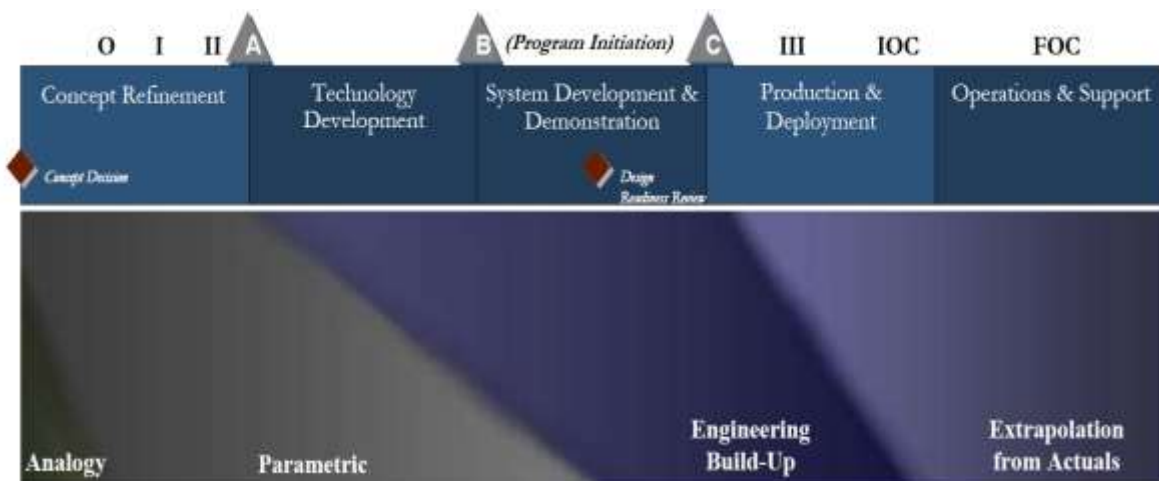 O I II A B (Program Initiation) C III IOC FOC
Concept Refinement
Technology
Development
System Development &
Demonstration
Production &
Deployment
Operations & Support
Concept Decision
Design
Readiness Review
Analogy
Parametric
Engineering
Build-Up
Extrapolation
from Actuals